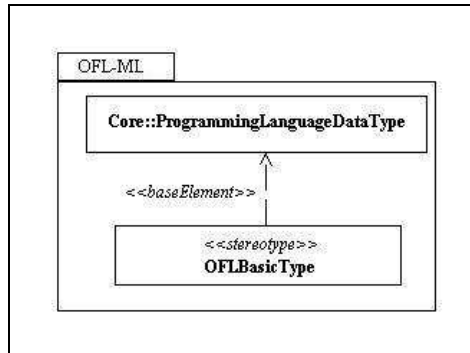 OFL-ML
Core::ProgrammingLanguageDataType
<<baseElement>>
<<stereotype>>
OFLBasicType